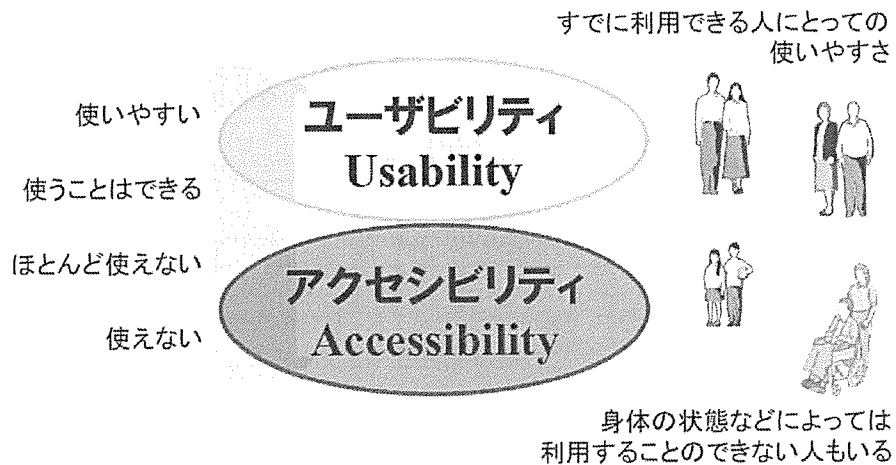 すでに利用できる人にとっての
使いやすさ
使いやすい
使うことはできる
ほとんど使えない
使えない
ユーザビリティ
Usability
アクセシビリティ
Accessibility
身体の状態などによっては
利用することのできない人もいる